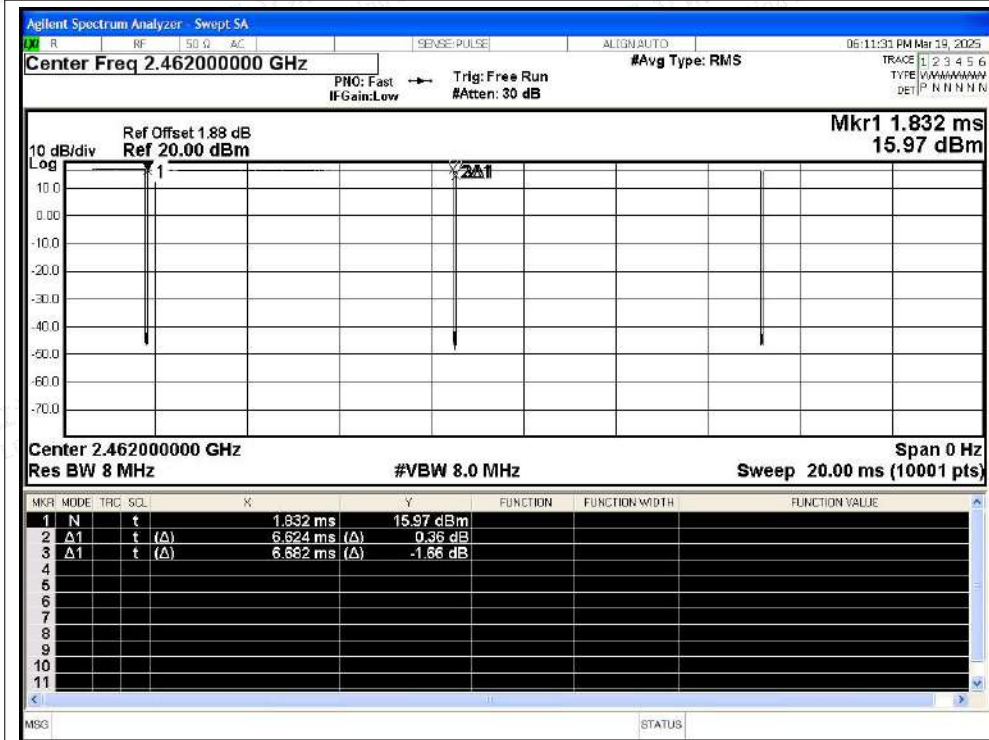 Agilent Spectrum Analyzer - Swept SA
LXI R RF 50 Ω AC SENSE:PULSE ALIGN AUTO 06:11:31 PM Mar 19, 2025
Center Freq 2.462000000 GHz #Avg Type: RMS TRACE 1 2 3 4 5 6
PNO: Fast Trig: Free Run TYPE
IFGain:Low #Atten: 30 dB DET P N N N N N
Mkr1 1.832 ms
Ref Offset 1.88 dB
10 dB/div Ref 20.00 dBm 15.97 dBm
Log
1
10.0
0.00
-10.0
-20.0
-30.0
-40.0
-50.0
-60.0
-70.0
Center 2.462000000 GHz Span 0 Hz
Res BW 8 MHz #VBW 8.0 MHz Sweep 20.00 ms (10001 pts)
MKR MODE TRC SCL X Y FUNCTION FUNCTION WIDTH FUNCTION VALUE
1 N t 1.832 ms 15.97 dBm
2 Δ1 t (Δ) 6.624 ms (Δ) 0.36 dB
3 Δ1 t (Δ) 6.682 ms (Δ) -1.66 dB
4
5
6
7
8
9
10
11
MSG STATUS